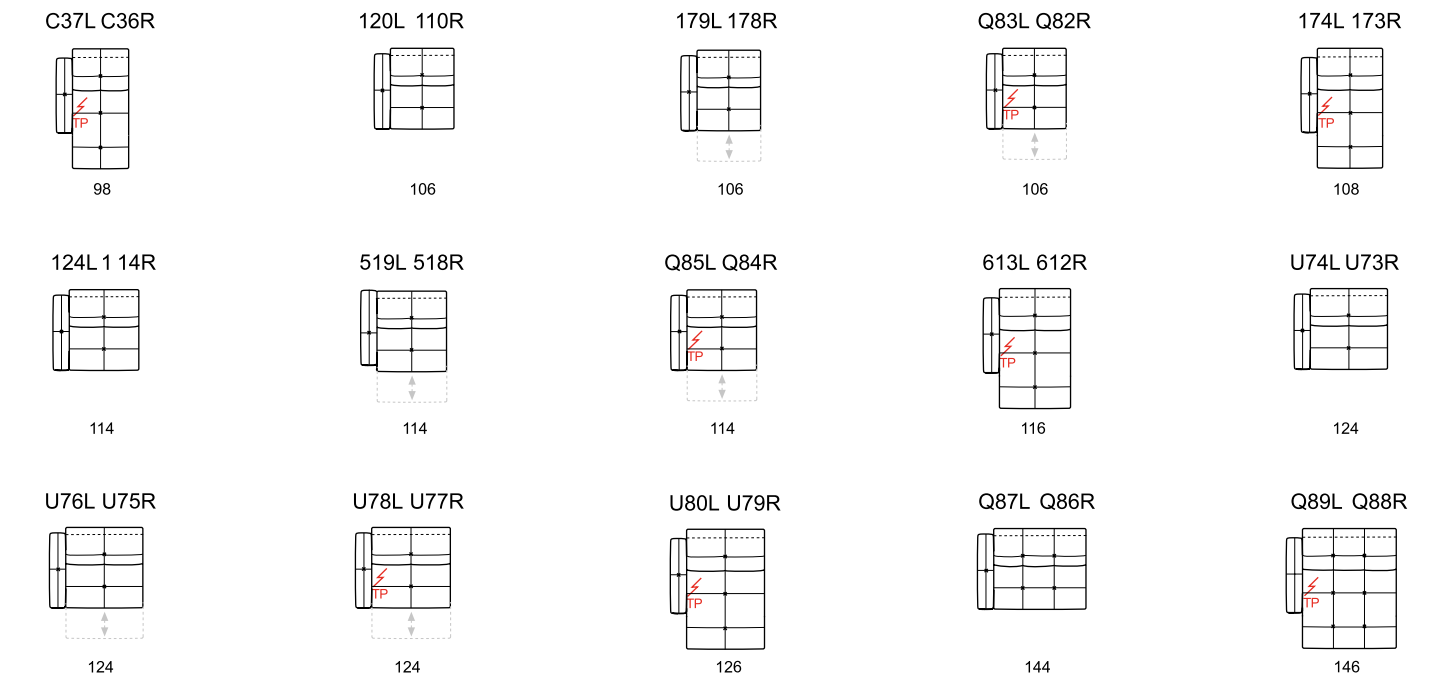 C37L C36R
120L 110R
179L 178R
Q83L Q82R
174L 173R
TP
TP
TP
98
106
106
106
108
124L 1 14R
519L 518R
Q85L Q84R
613L 612R
U74L U73R
TP
TP
114
114
114
116
124
U76L U75R
U78L U77R
U80L U79R
Q87L Q86R
Q89L Q88R
TP
TP
TP
124
124
126
144
146